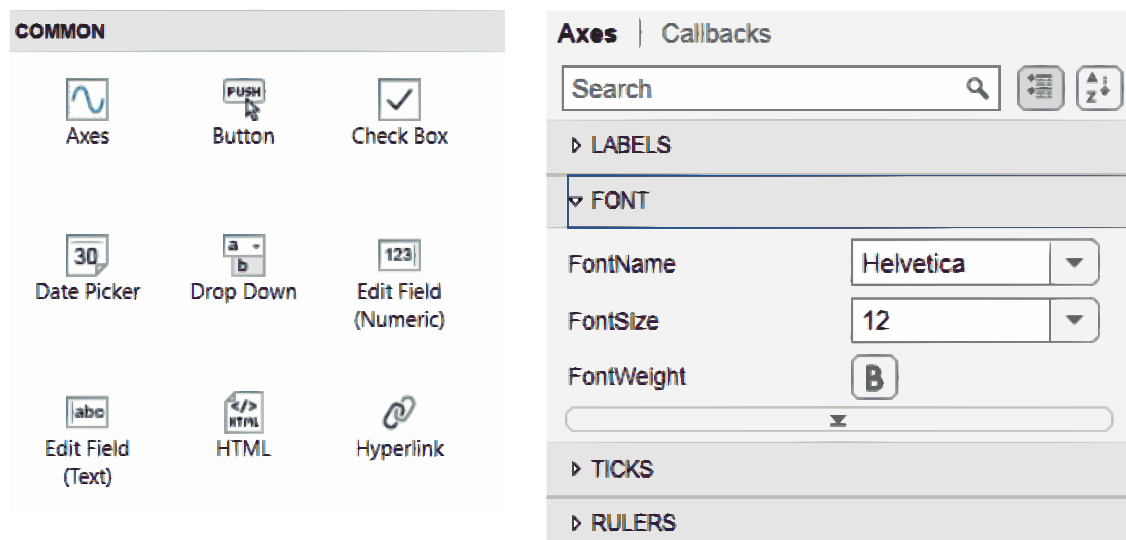 COMMON
PUSH
Axes Button Check Box
30 a b 123
Date Picker Drop Down Edit Field
(Numeric)
abc </> HTML
Edit Field HTML Hyperlink
(Text)
Axes | Callbacks
Search A Z
LABELS
FONT
FontName Helvetica
FontSize 12
FontWeight B
TICKS
RULERS